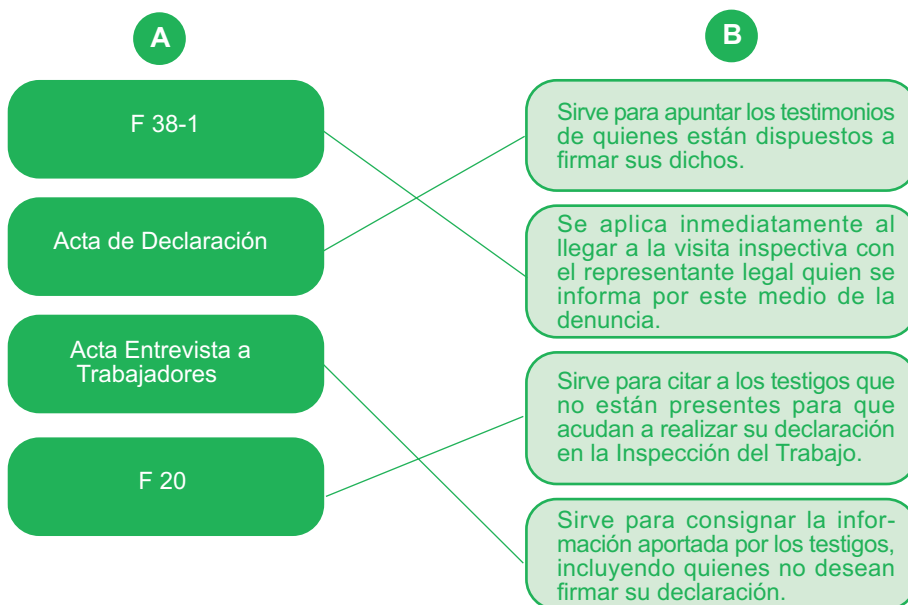 A
F 38-1
Acta de Declaración
Acta Entrevista a
Trabajadores
F 20
B
Sirve para apuntar los testimonios
de quienes están dispuestos a
firmar sus dichos.
Se aplica inmediatamente al
llegar a la visita inspectiva con
el representante legal quien se
informa por este medio de la
denuncia.
Sirve para citar a los testigos que
no están presentes para que
acudan a realizar su declaración
en la Inspección del Trabajo.
Sirve para consignar la infor-
mación aportada por los testigos,
incluyendo quienes no desean
firmar su declaración.